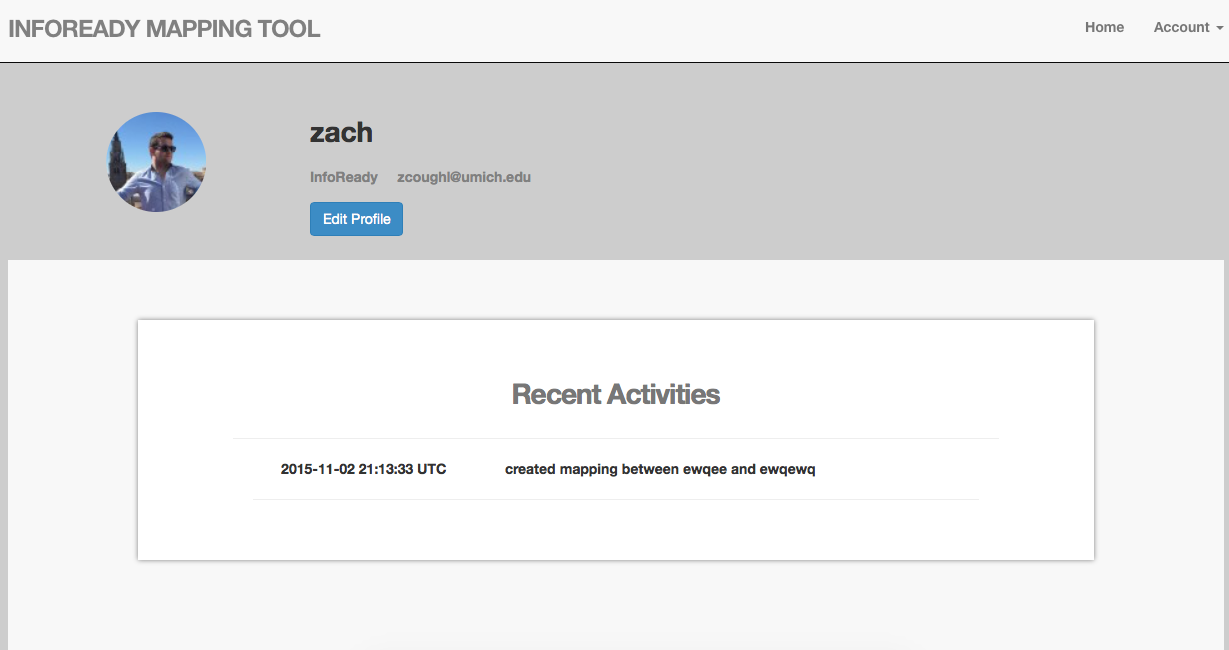 INFOREADY MAPPING TOOL Home Account
zach
InfoReady zcoughl@umich.edu
Edit Profile
Recent Activities
2015-11-02 21:13:33 UTC created mapping between ewqee and ewqewq